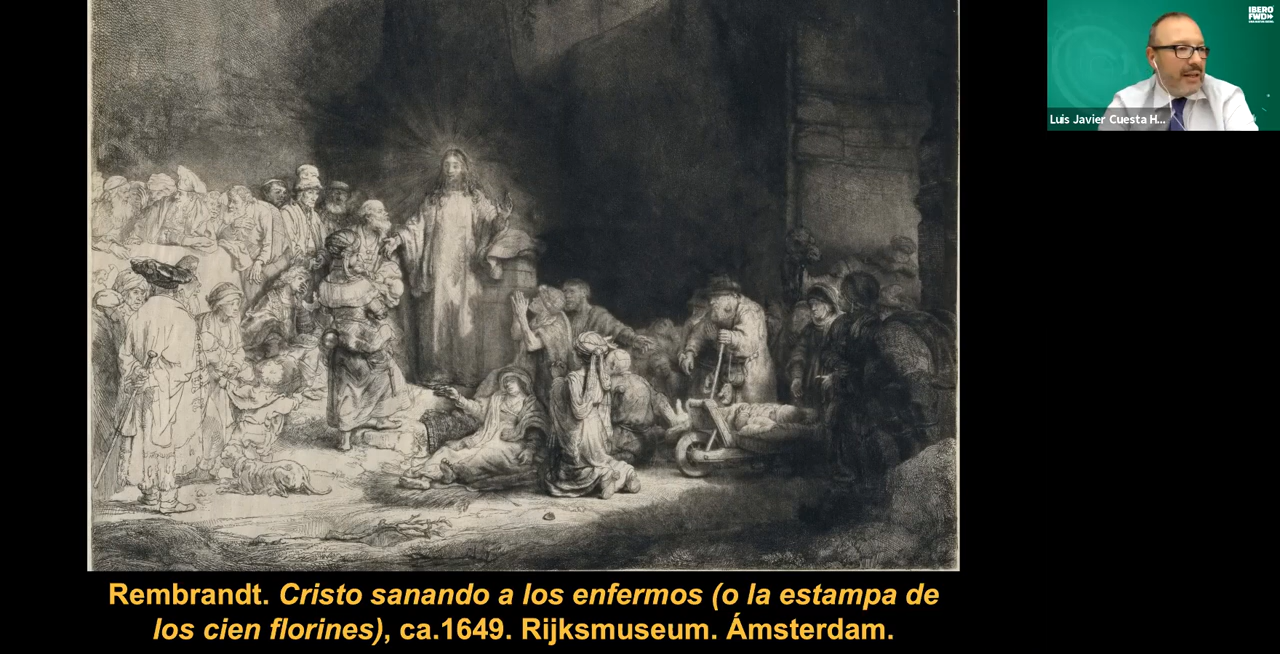 IBERO
FWD»
Luis Javier Cuesta H...
Rembrandt. Cristo sanando a los enfermos (o la estampa de
los cien florines), ca.1649. Rijksmuseum. Ámsterdam.